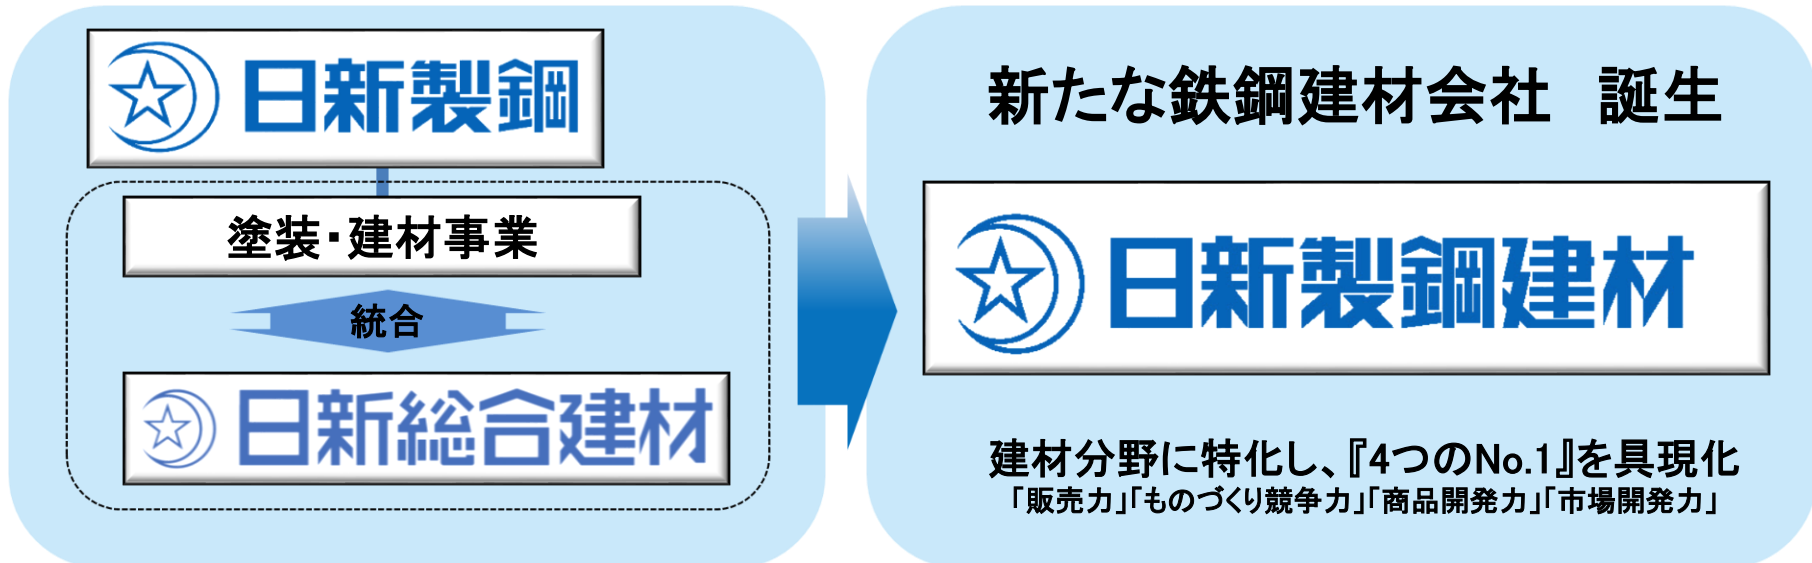 日新製鋼
塗装・建材事業
統合
日新総合建材
新たな鉄鋼建材会社　誕生
日新製鋼建材
建材分野に特化し、『4つのNo.1』を具現化
「販売力」「ものづくり競争力」「商品開発力」「市場開発力」